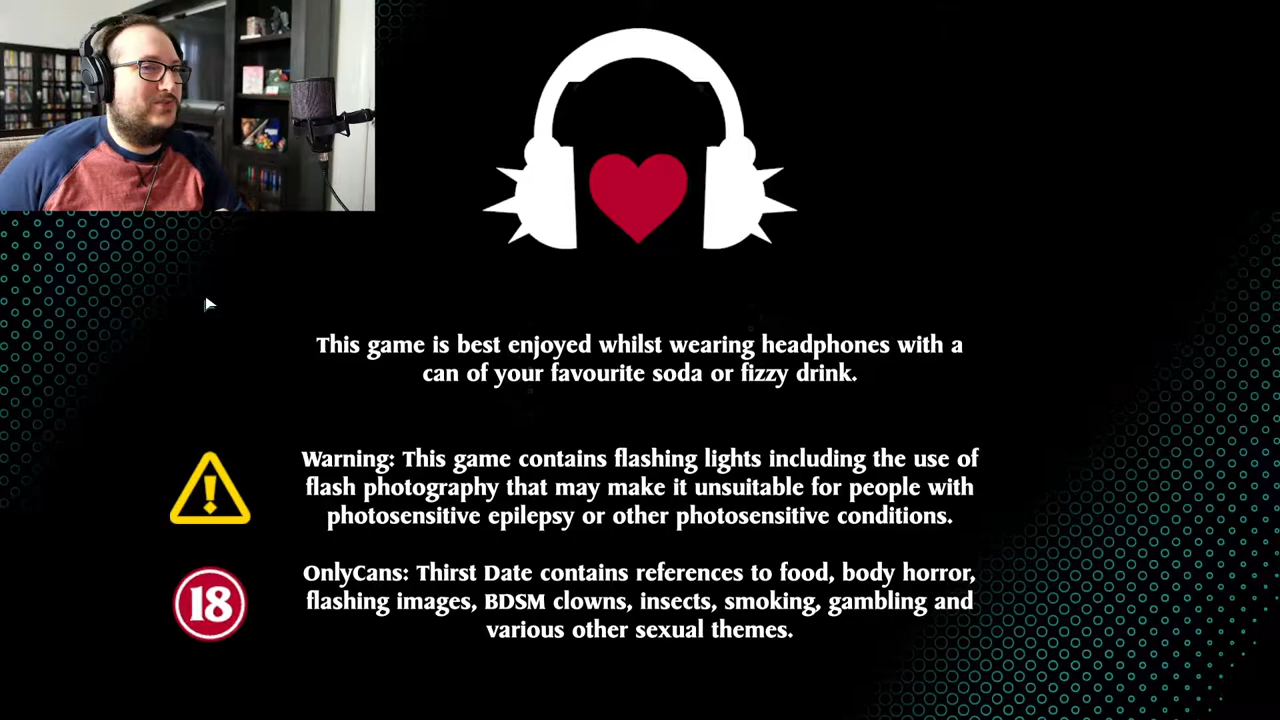 This game is best enjoyed whilst wearing headphones with a
can of your favourite soda or fizzy drink.
Warning: This game contains flashing lights including the use of
flash photography that may make it unsuitable for people with
photosensitive epilepsy or other photosensitive conditions.
18
OnlyCans: Thirst Date contains references to food, body horror,
flashing images, BDSM clowns, insects, smoking, gambling and
various other sexual themes.